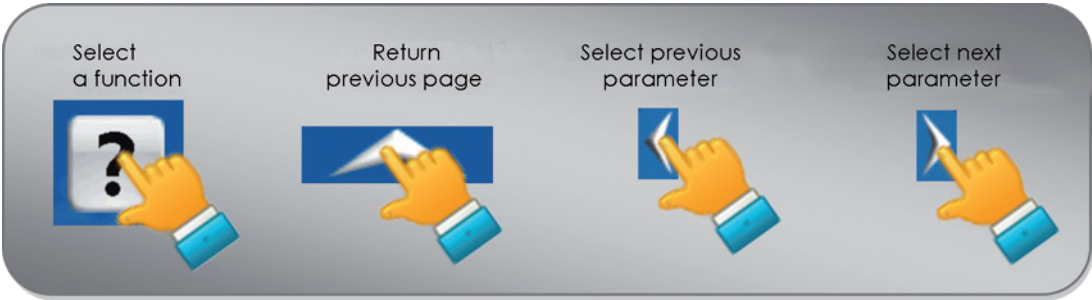 Select
a function
Return
previous page
Select previous
parameter
Select next
parameter
?